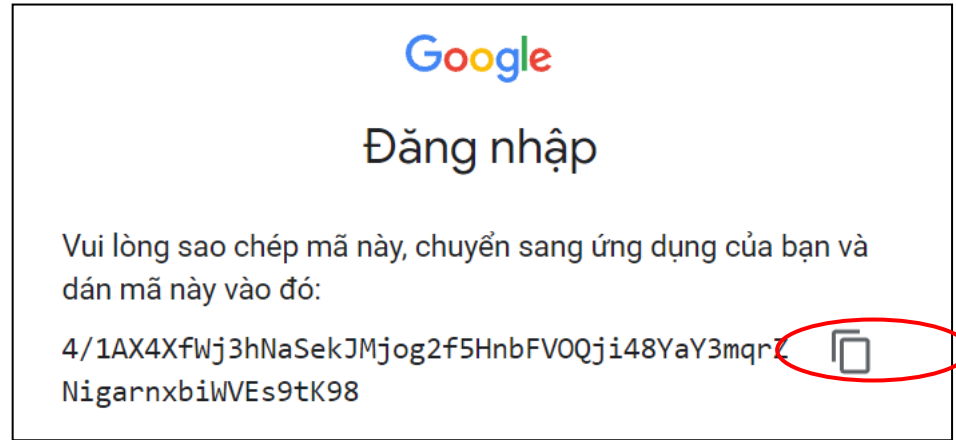 Google
Đăng nhập
Vui lòng sao chép mã này, chuyển sang ứng dụng của bạn và
dán mã này vào đó:
4/1AX4XfWj3hNaSekJMjog2f5HnbFVOQji48YaY3mqrZ
NigarnxbiWVEs9tK98